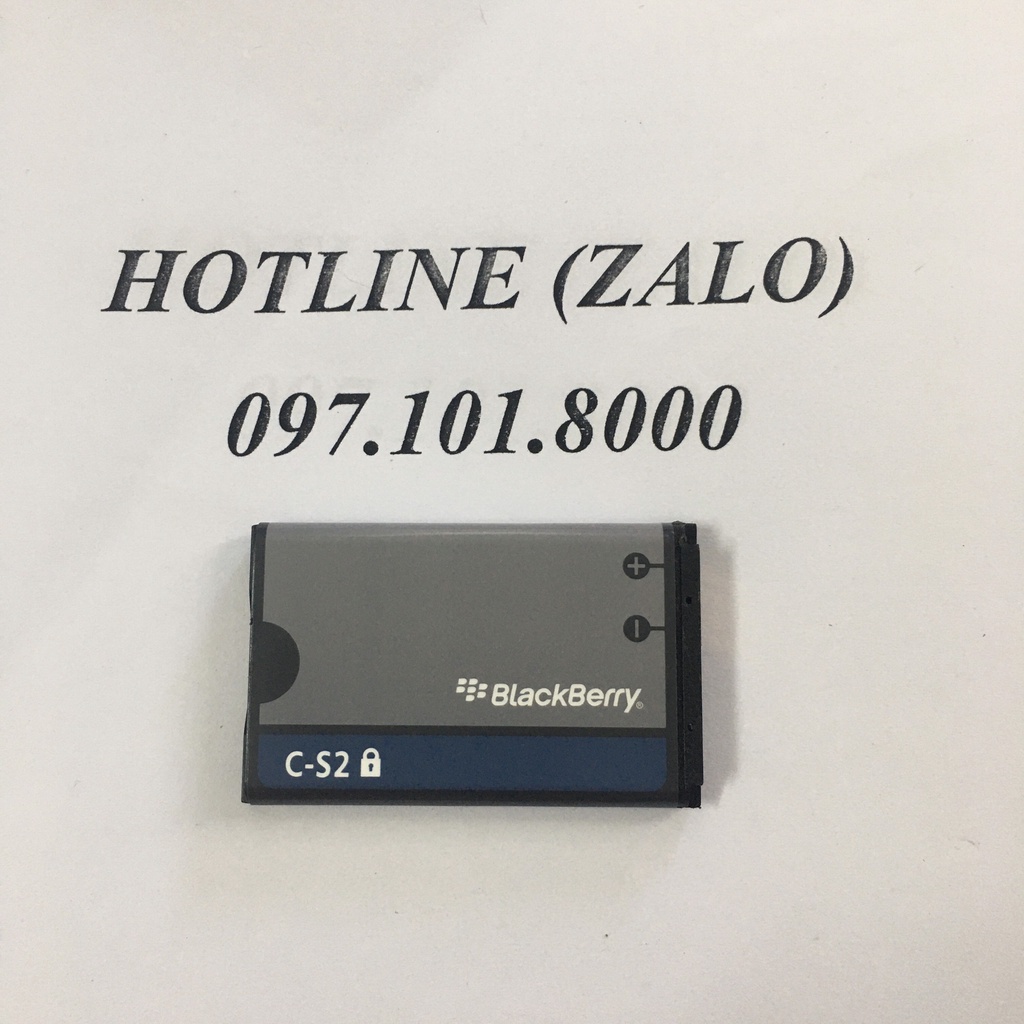 HOTLINE (ZALO)
097.101.8000
BlackBerry®
C-S2